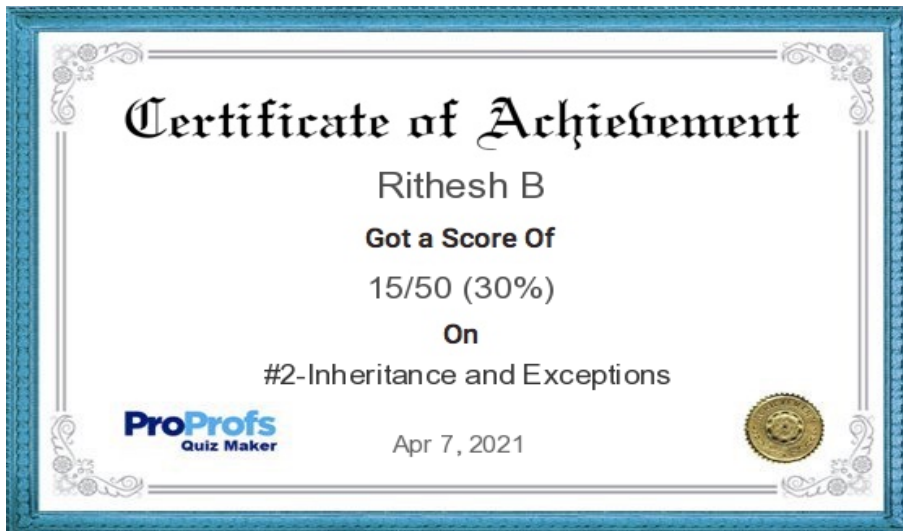 Certificate of Achievement
Rithesh B
Got a Score Of
15/50 (30%)
On
#2-Inheritance and Exceptions
ProProfs
Quiz Maker
Apr 7, 2021